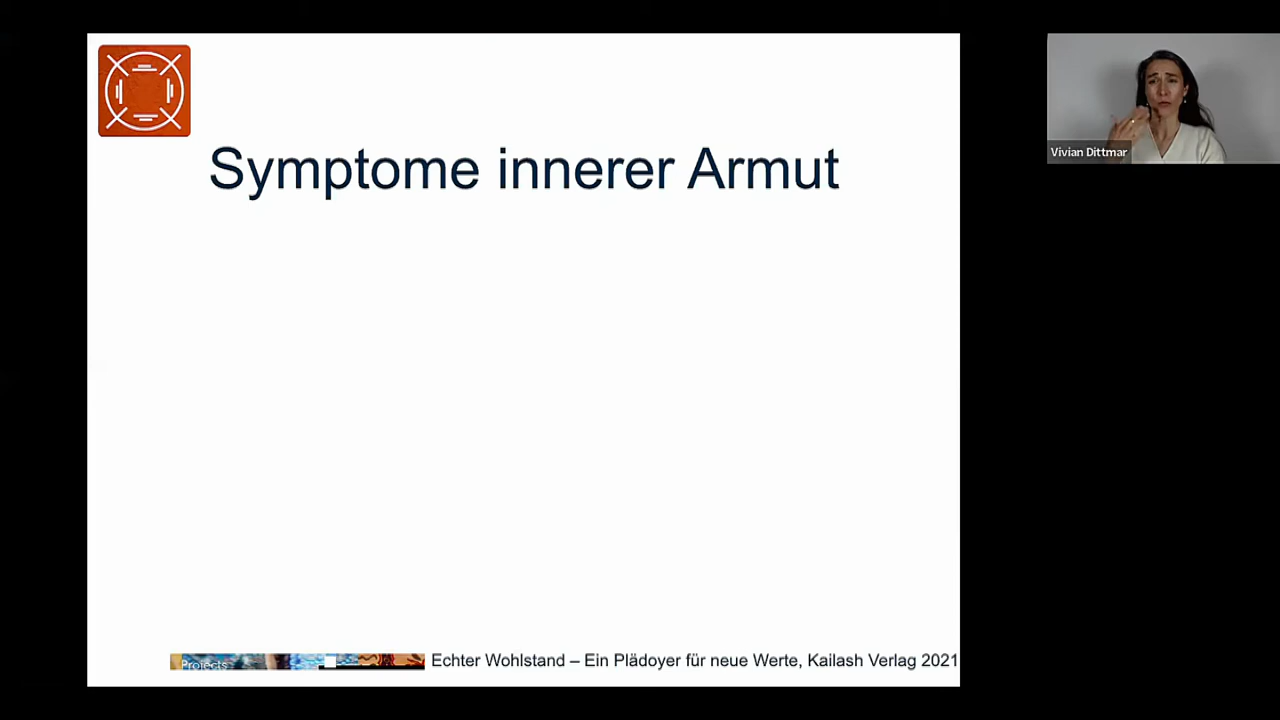 Symptome innerer Armut
Vivian Dittmar
Projects
Echter Wohlstand – Ein Plädoyer für neue Werte, Kailash Verlag 2021